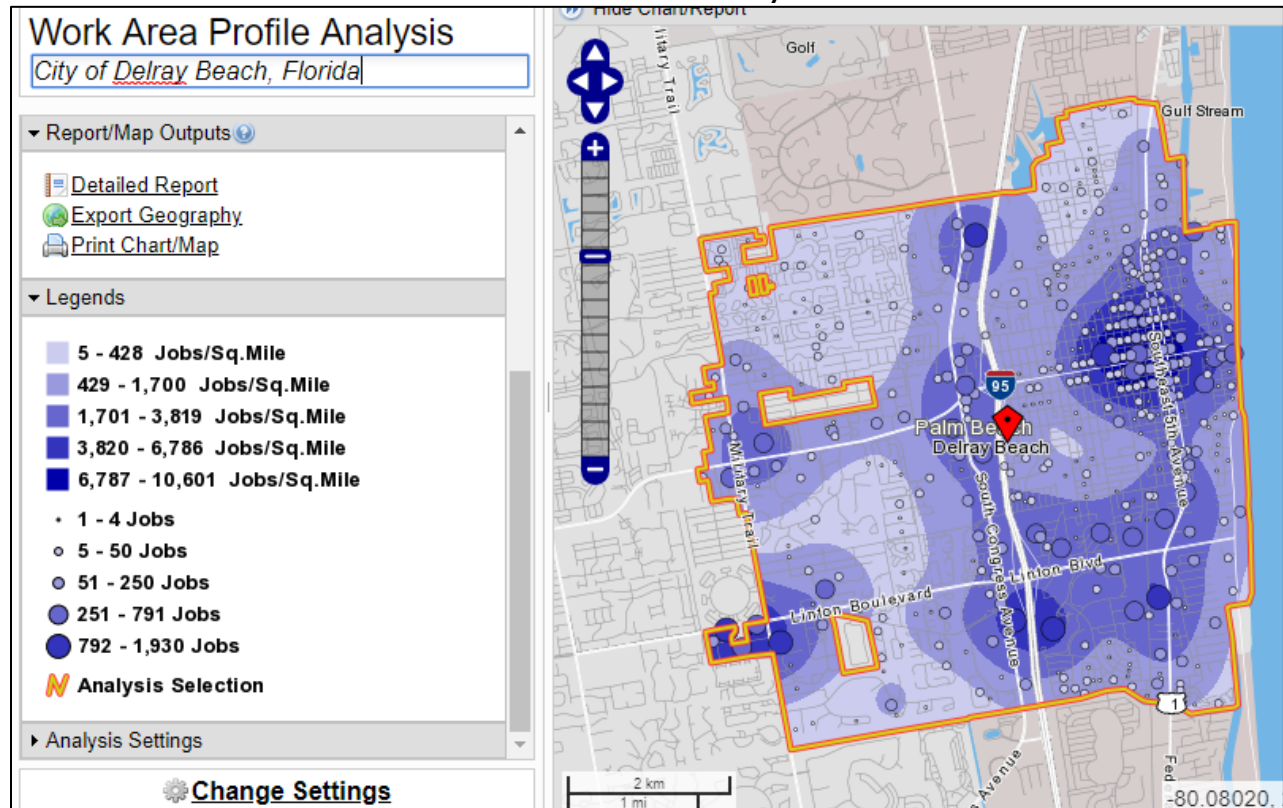 Work Area Profile Analysis
City of Delray Beach, Florida
Report/Map Outputs
Detailed Report
Export Geography
Print Chart/Map
Legends
5 - 428 Jobs/Sq.Mile
429 - 1,700 Jobs/Sq.Mile
1,701 - 3,819 Jobs/Sq.Mile
3,820 - 6,786 Jobs/Sq.Mile
6,787 - 10,601 Jobs/Sq.Mile
1 - 4 Jobs
5 - 50 Jobs
51 - 250 Jobs
251 - 791 Jobs
792 - 1,930 Jobs
Analysis Selection
Analysis Settings
Change Settings
Hide Chart/Report
litary Trail
Golf
Gulf Stream
95
Southeast 5th Avenue
Palm Beach
Delray Beach
Military Trail
South Congress Avenue
Linton Blvd
Linton Boulevard
1
2 km
1 mi
s Avenue
Fed
-80.08020